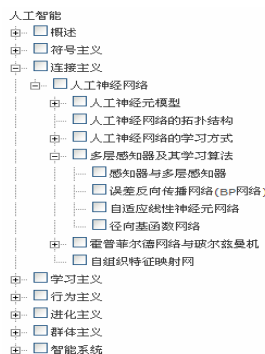 人工智能
概述
符号主义
连接主义
人工神经网络
人工神经元模型
人工神经网络的拓扑结构
人工神经网络的学习方式
多层感知器及其学习算法
感知器与多层感知器
误差反向传播网络(BP网络)
自适应线性神经元网络
径向基函数网络
霍普菲尔德网络与玻尔兹曼机
自组织特征映射网
学习主义
行为主义
进化主义
群体主义
智能系统